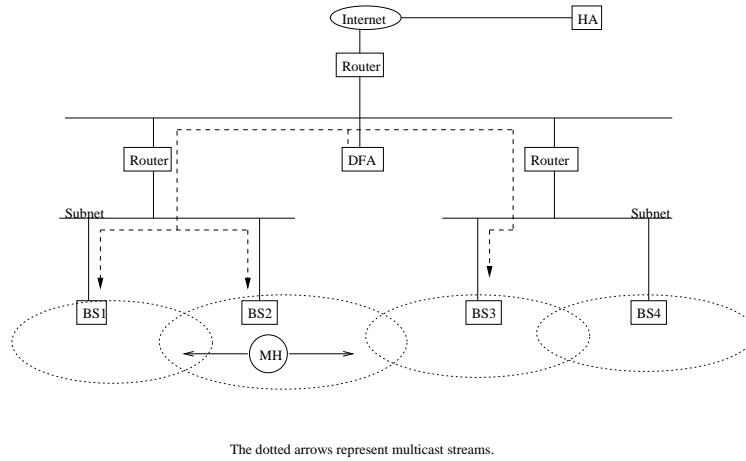 Internet
HA
Router
Router
DFA
Router
Subnet
Subnet
BS1
BS2
BS3
BS4
MH
The dotted arrows represent multicast streams.